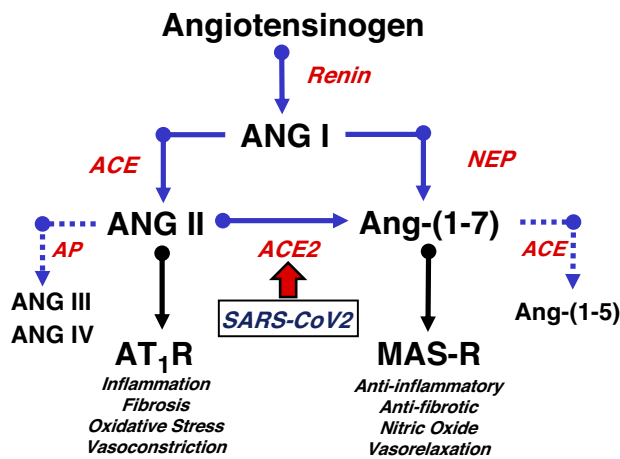 Angiotensinogen
Renin
ANG I
ACE
NEP
ANG II
Ang-(1-7)
AP
ACE2
ACE
ANG III
ANG IV
SARS-CoV2
Ang-(1-5)
AT₁R
Inflammation
Fibrosis
Oxidative Stress
Vasoconstriction
MAS-R
Anti-inflammatory
Anti-fibrotic
Nitric Oxide
Vasorelaxation